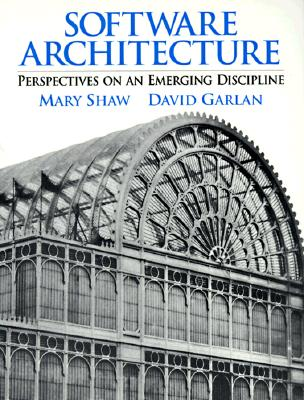 SOFTWARE
ARCHITECTURE
PERSPECTIVES ON AN EMERGING DISCIPLINE
MARY SHAW DAVID GARLAN